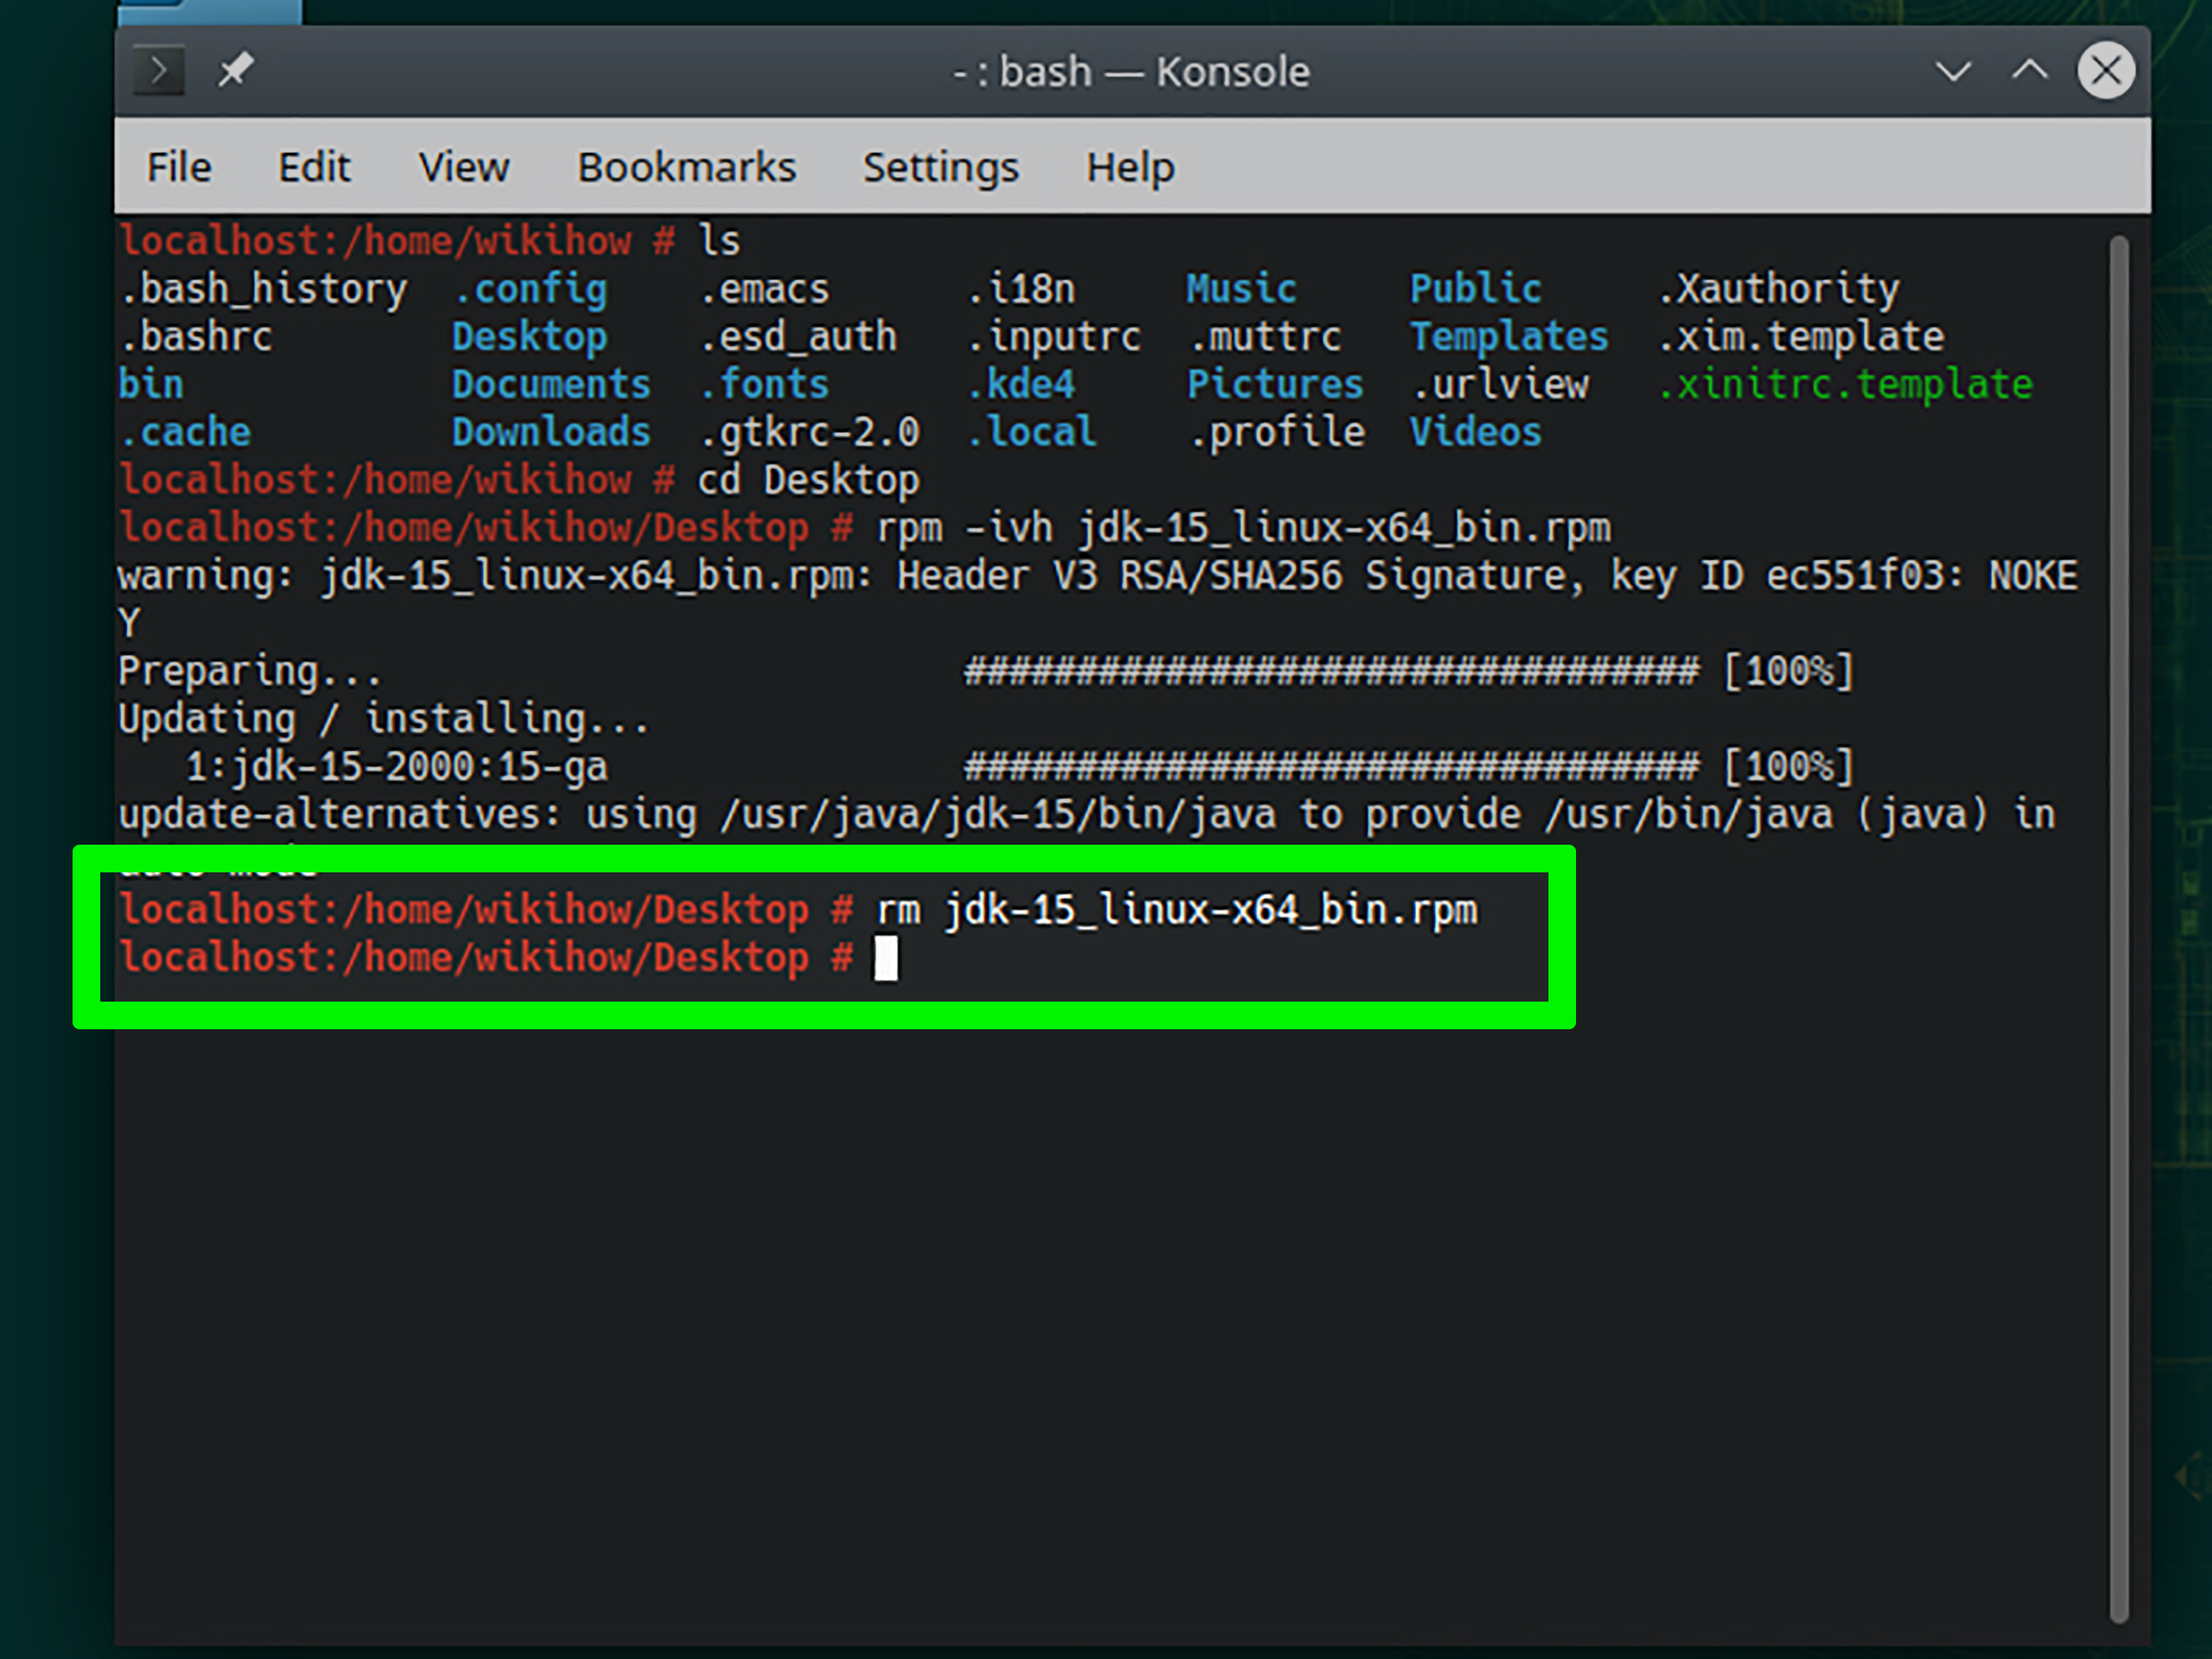 - : bash — Konsole
File Edit View Bookmarks Settings Help
localhost:/home/wikihow # ls
.bash_history .config .emacs .i18n Music Public .Xauthority
.bashrc Desktop .esd_auth .inputrc .muttrc Templates .xim.template
bin Documents .fonts .kde4 Pictures .urlview .xinitrc.template
.cache Downloads .gtkrc-2.0 .local .profile Videos
localhost:/home/wikihow # cd Desktop
localhost:/home/wikihow/Desktop # rpm -ivh jdk-15_linux-x64_bin.rpm
warning: jdk-15_linux-x64_bin.rpm: Header V3 RSA/SHA256 Signature, key ID ec551f03: NOKE
Y
Preparing... ################################# [100%]
Updating / installing...
1:jdk-15-2000:15-ga ################################# [100%]
update-alternatives: using /usr/java/jdk-15/bin/java to provide /usr/bin/java (java) in
auto mode
localhost:/home/wikihow/Desktop # rm jdk-15_linux-x64_bin.rpm
localhost:/home/wikihow/Desktop #